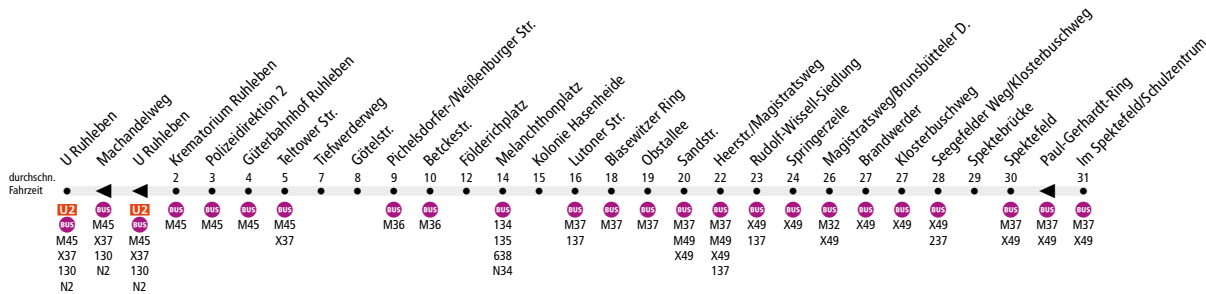 U Ruhleben
Machandelweg
U Ruhleben
Krematorium Ruhleben
Polizeidirektion 2
Güterbahnhof Ruhleben
Teltower Str.
Tiefwerderweg
Götelstr.
Pichelsdorfer-/Weißenburger Str.
Betckestr.
Földerichplatz
Melanchthonplatz
Kolonie Hasenheide
Lutoner Str.
Blasewitzer Ring
Obstallee
Sandstr.
Heerstr./Magistratsweg
Rudolf-Wissell-Siedlung
Springerzeile
Magistratsweg/Brunsbütteler D.
Brandwerder
Klosterbuschweg
Seegefelder Weg/Klosterbuschweg
Spektebrücke
Spektefeld
Paul-Gerhardt-Ring
Im Spektefeld/Schulzentrum
durchschn. 2 3 4 5 7 8 9 10 12 14 15 16 18 19 20 22 23 24 26 27 27 28 29 30 31
Fahrzeit
U2 BUS U2 BUS BUS BUS BUS BUS BUS BUS BUS BUS BUS BUS BUS BUS BUS BUS BUS BUS BUS BUS BUS BUS
BUS M45 BUS M45 M45 M45 M45 M36 M36 134 M37 M37 M37 M37 M37 X49 X49 M32 X49 X49 X49 M37 M37 M37
M45 X37 M45 X37 135 137 M49 M49 137 X49 237 X49 X49 X49
X37 130 X37 638 X49 X49
130 N2 130 N34 137
N2 N2